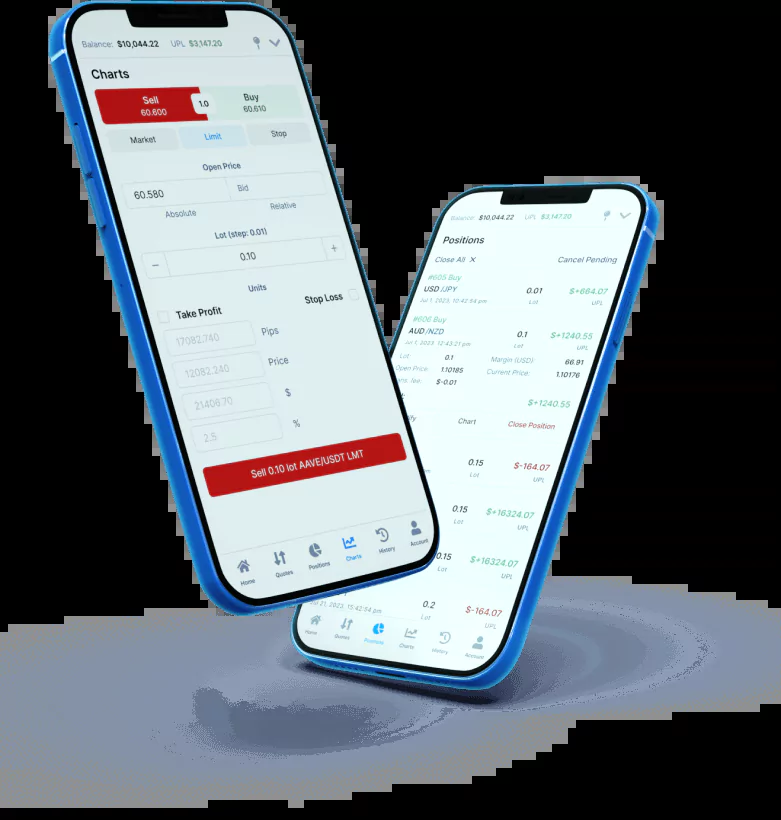 Balance: $10,044.22 UPL $3,147.20
Charts
Sell Buy
60.600 1.0 60.610
Market Limit Stop
Open Price
60.580 Bid
Absolute Relative
Lot (step: 0.01)
− 0.10 +
Units
Take Profit Stop Loss
17082.740 Pips
12082.240 Price
21406.70 $
2.5 %
Sell 0.10 lot AAVE/USDT LMT
Home Quotes Positions Charts History Account
Balance: $10,044.22 UPL $3,147.20
Positions
Close All × Cancel Pending
#605 Buy
USD/JPY 0.01 $+664.07
Jul 1, 2023, 10:42:54 pm Lot UPL
#606 Buy
AUD/NZD 0.1 $+1240.55
Jul 1, 2023, 12:43:21 pm Lot UPL
Lot 0.1 Margin (USD): 66.91
Open Price: 1.10185 Current Price: 1.10176
fee: $-0.01
$+1240.55
Chart Close Position
0.15 $-164.07
Lot UPL
0.15 $+16324.07
Lot UPL
0.15 $+16324.07
Lot UPL
0.2 $-164.07
Jul 21, 2023, 15:42:54 pm Lot UPL
Home Quotes Positions Charts History Account